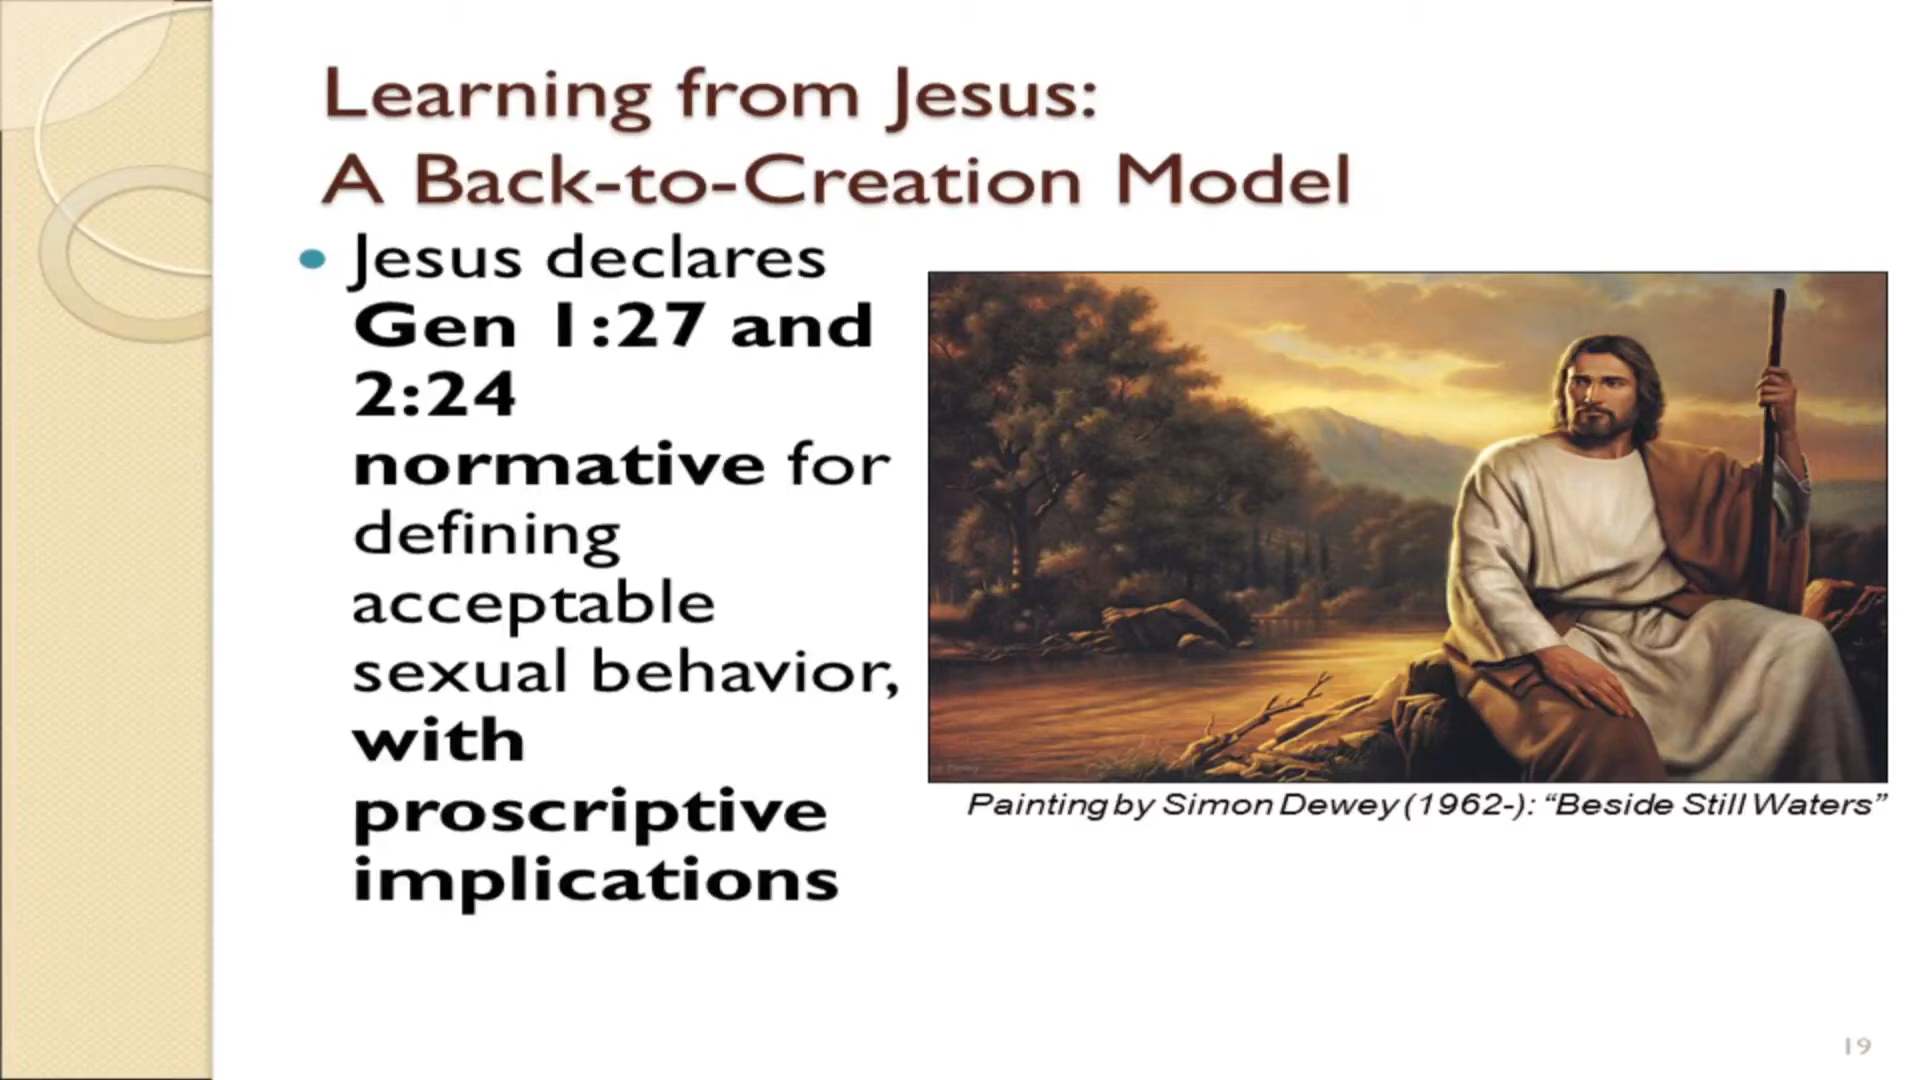 Learning from Jesus:
A Back-to-Creation Model
• Jesus declares
Gen 1:27 and
2:24
normative for
defining
acceptable
sexual behavior,
with
proscriptive
implications
Painting by Simon Dewey (1962-): “Beside Still Waters”
19